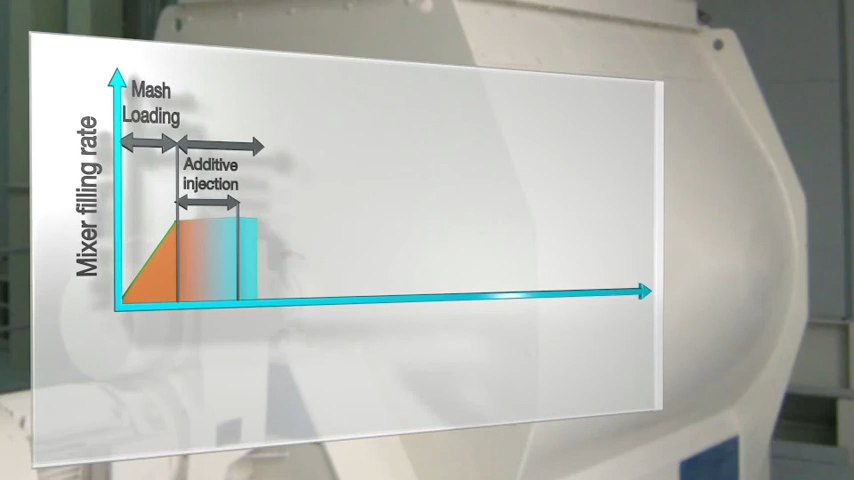 Mash
Loading
Additive
injection
Mixer filling rate